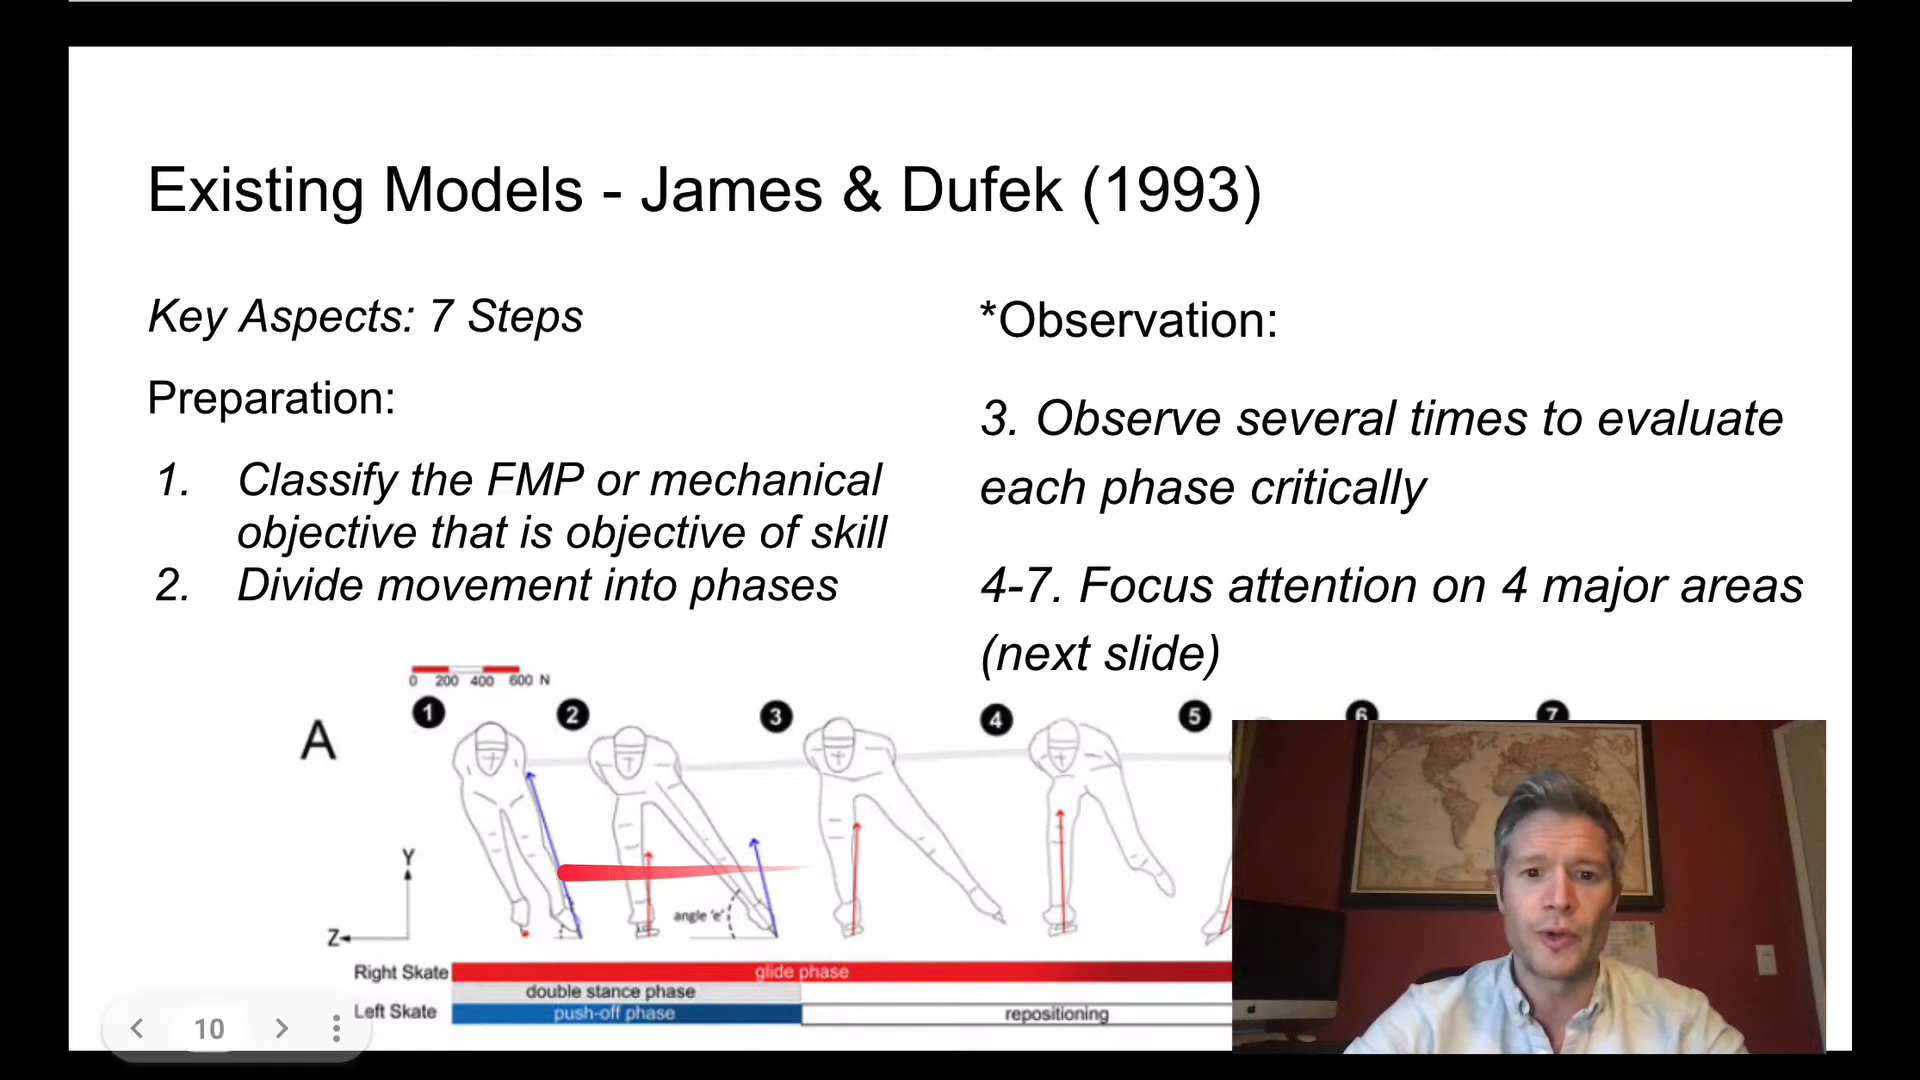 Existing Models - James & Dufek (1993)
Key Aspects: 7 Steps
Preparation:
1. Classify the FMP or mechanical
objective that is objective of skill
2. Divide movement into phases
*Observation:
3. Observe several times to evaluate
each phase critically
4-7. Focus attention on 4 major areas
(next slide)
0 200 400 600 N
A
1 2 3 4 5 6 7
Y
Z
angle 'e'
Right Skate glide phase
double stance phase
Left Skate push-off phase repositioning
10